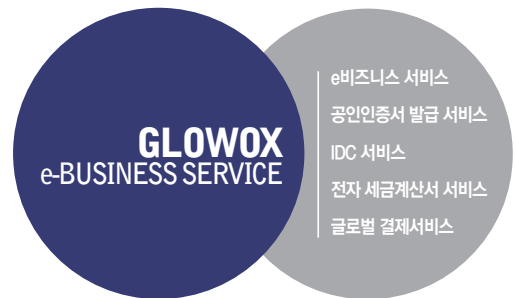 GLOWOX
e-BUSINESS SERVICE
e비즈니스 서비스
공인인증서 발급 서비스
IDC 서비스
전자 세금계산서 서비스
글로벌 결제서비스